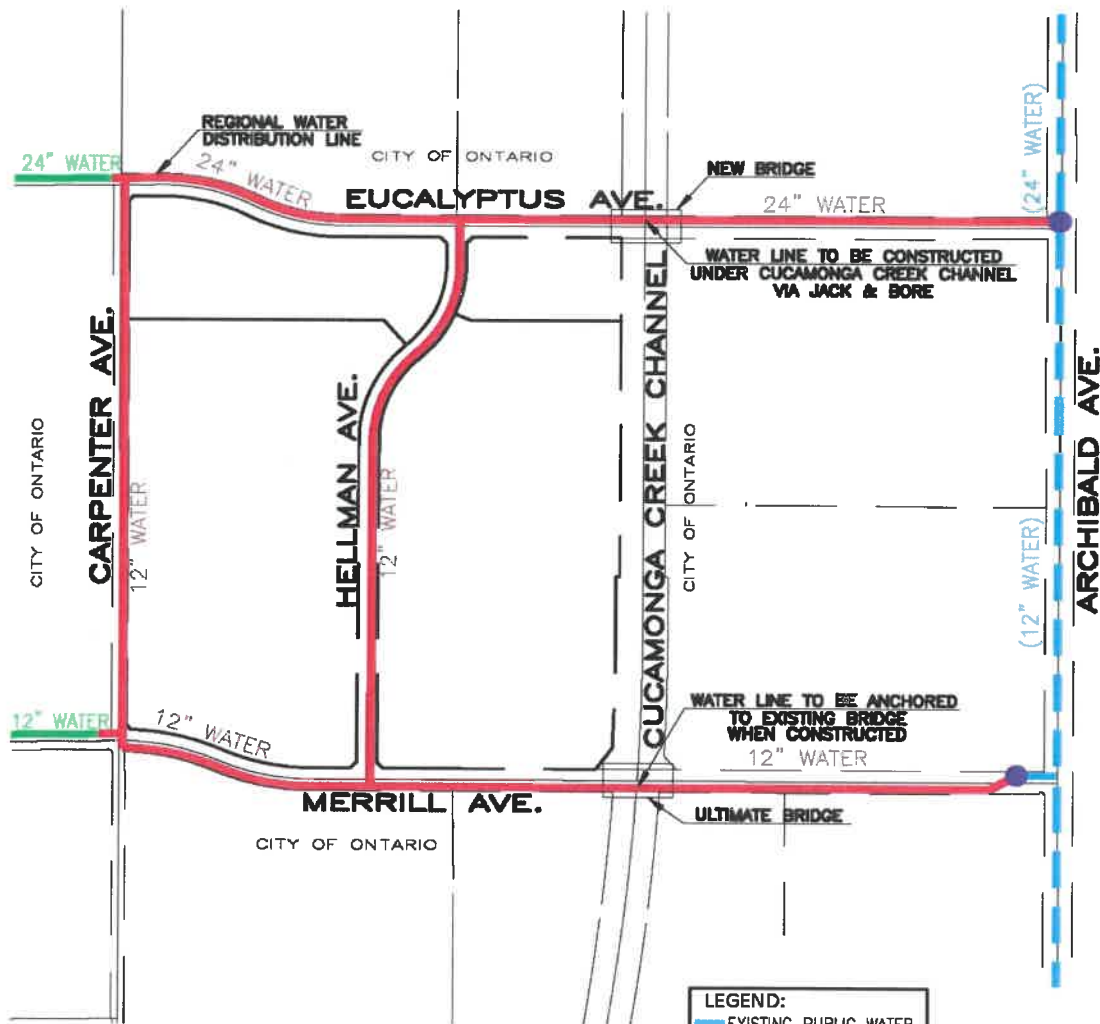 REGIONAL WATER
DISTRIBUTION LINE
24" WATER
24" WATER
CITY OF ONTARIO
NEW BRIDGE
(24" WATER)
EUCALYPTUS AVE.
24" WATER
WATER LINE TO BE CONSTRUCTED
UNDER CUCAMONGA CREEK CHANNEL
VIA JACK & BORE
CARPENTER AVE.
CITY OF ONTARIO
12" WATER
HELLMAN AVE.
12" WATER
CUCAMONGA CREEK CHANNEL
CITY OF ONTARIO
(12" WATER)
ARCHIBALD AVE.
12" WATER
12" WATER
WATER LINE TO BE ANCHORED
TO EXISTING BRIDGE
WHEN CONSTRUCTED
12" WATER
MERRILL AVE.
ULTIMATE BRIDGE
CITY OF ONTARIO
LEGEND:
EXISTING PUBLIC WATER